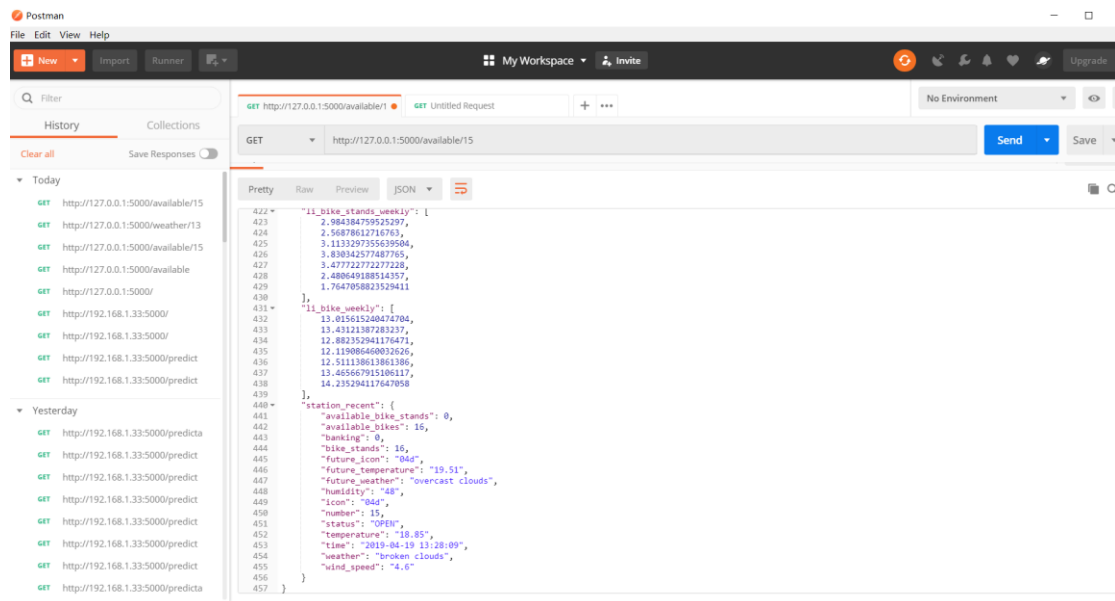 Postman
File Edit View Help
New Import Runner My Workspace Invite Upgrade
Filter
History Collections
Clear all Save Responses
Today
GET http://127.0.0.1:5000/available/15
GET http://127.0.0.1:5000/weather/13
GET http://127.0.0.1:5000/available/15
GET http://127.0.0.1:5000/available
GET http://127.0.0.1:5000/
GET http://192.168.1.33:5000/
GET http://192.168.1.33:5000/
GET http://192.168.1.33:5000/predict
GET http://192.168.1.33:5000/predict
Yesterday
GET http://192.168.1.33:5000/predicta
GET http://192.168.1.33:5000/predict
GET http://192.168.1.33:5000/predict
GET http://192.168.1.33:5000/predict
GET http://192.168.1.33:5000/predict
GET http://192.168.1.33:5000/predict
GET http://192.168.1.33:5000/predict
GET http://192.168.1.33:5000/predicta
GET http://127.0.0.1:5000/available/1 GET Untitled Request + ••• No Environment
GET http://127.0.0.1:5000/available/15 Send Save
Pretty Raw Preview JSON
422 "li_bike_stands_weekly": [
423 2.984384759525297,
424 2.56878612716763,
425 3.1133297355639504,
426 3.830342577487765,
427 3.477722772277228,
428 2.480649188514357,
429 1.7647058823529411
430 ],
431 "li_bike_weekly": [
432 13.015615240474704,
433 13.43121387283237,
434 12.882352941176471,
435 12.119086460032626,
436 12.511138613861386,
437 13.465667915106117,
438 14.235294117647058
439 ],
440 "station_recent": {
441 "available_bike_stands": 0,
442 "available_bikes": 16,
443 "banking": 0,
444 "bike_stands": 16,
445 "future_icon": "04d",
446 "future_temperature": "19.51",
447 "future_weather": "overcast clouds",
448 "humidity": "48",
449 "icon": "04d",
450 "number": 15,
451 "status": "OPEN",
452 "temperature": "18.85",
453 "time": "2019-04-19 13:28:09",
454 "weather": "broken clouds",
455 "wind_speed": "4.6"
456 }
457 }